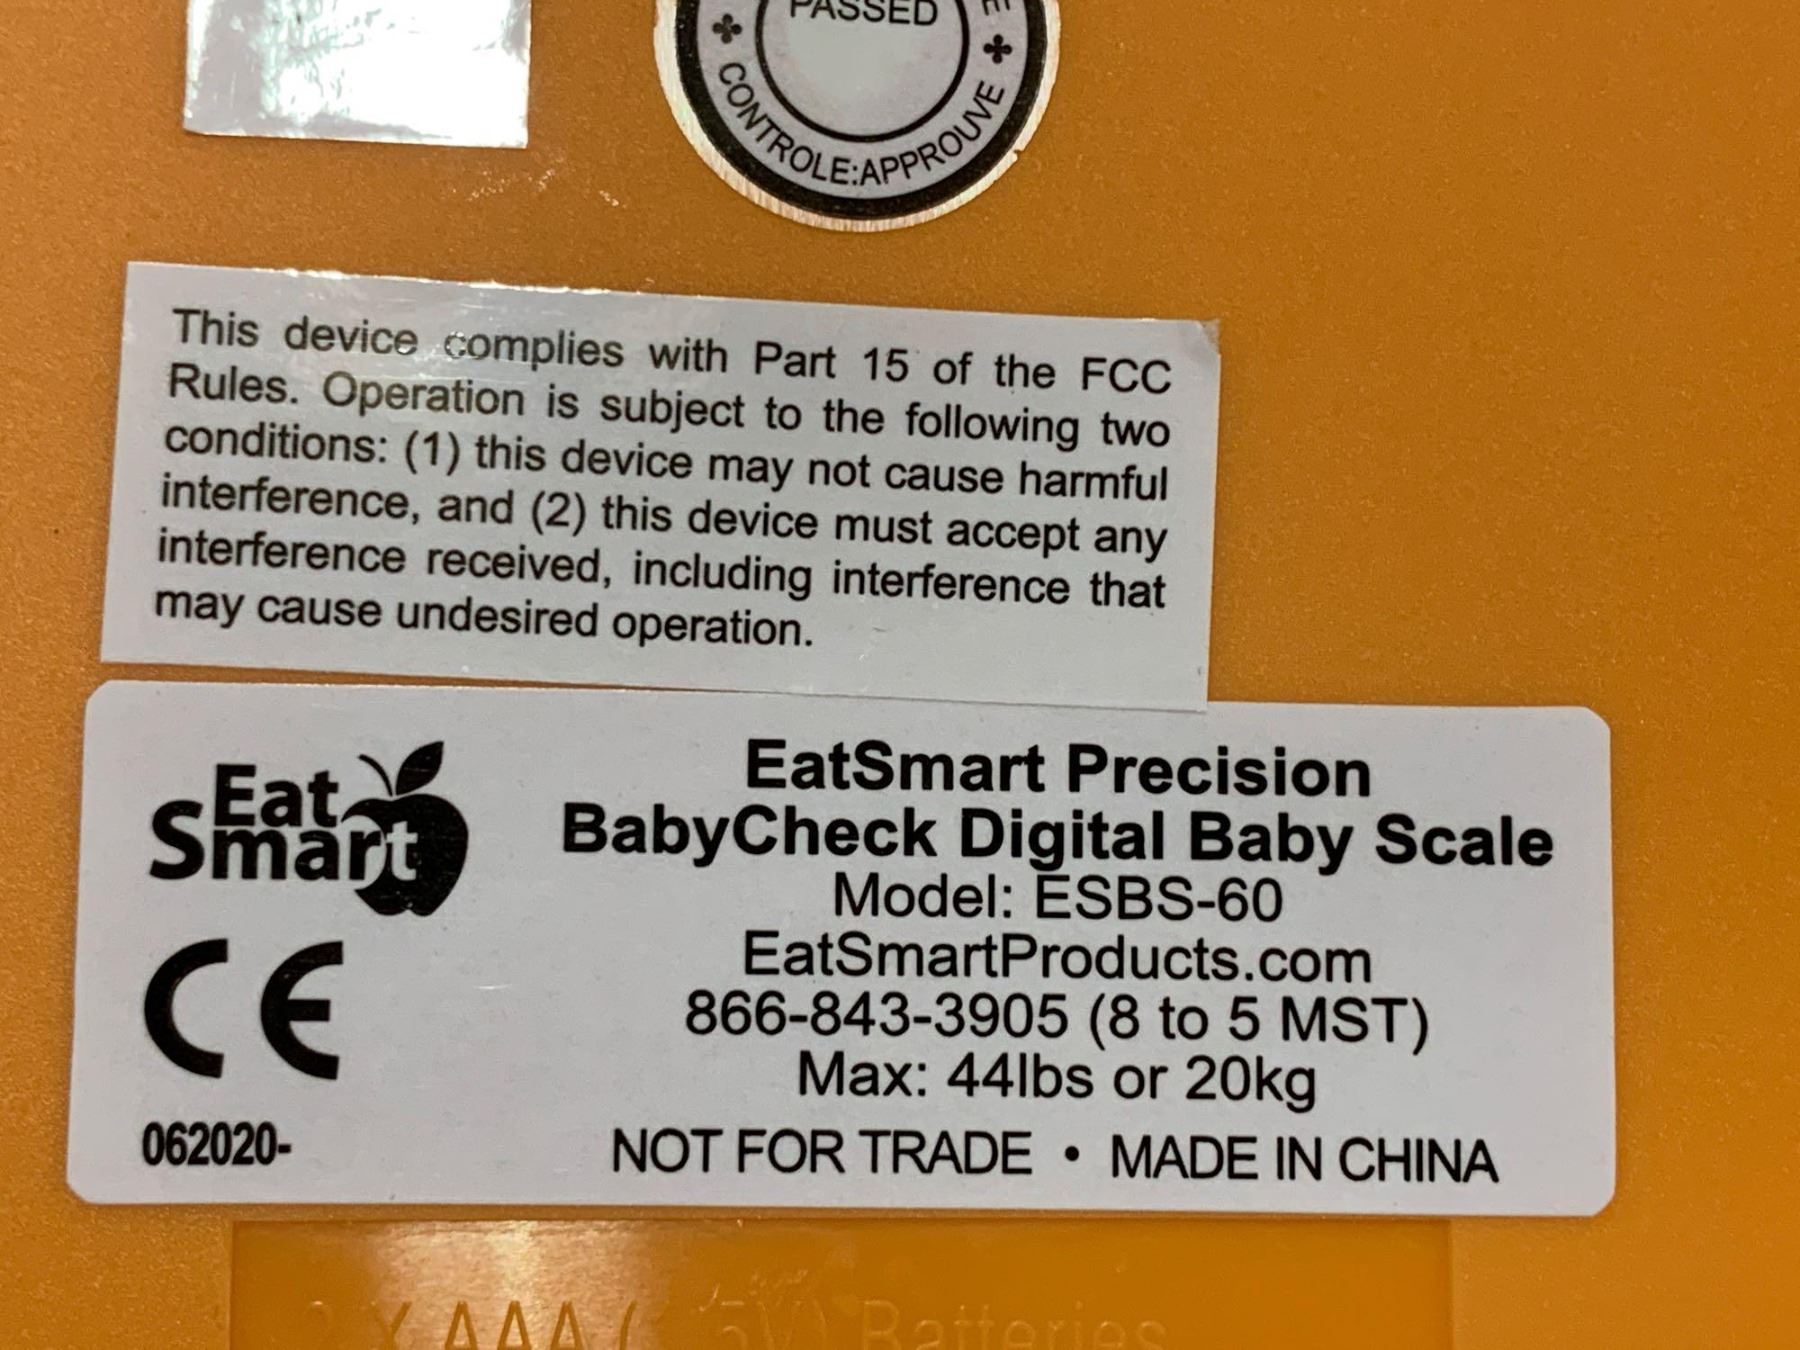 PASSED
CONTROLE:APPROUVE
This device complies with Part 15 of the FCC
Rules. Operation is subject to the following two
conditions: (1) this device may not cause harmful
interference, and (2) this device must accept any
interference received, including interference that
may cause undesired operation.
Eat
Smart
CE
062020-
EatSmart Precision
BabyCheck Digital Baby Scale
Model: ESBS-60
EatSmartProducts.com
866-843-3905 (8 to 5 MST)
Max: 44lbs or 20kg
NOT FOR TRADE • MADE IN CHINA
X AAA Batteries